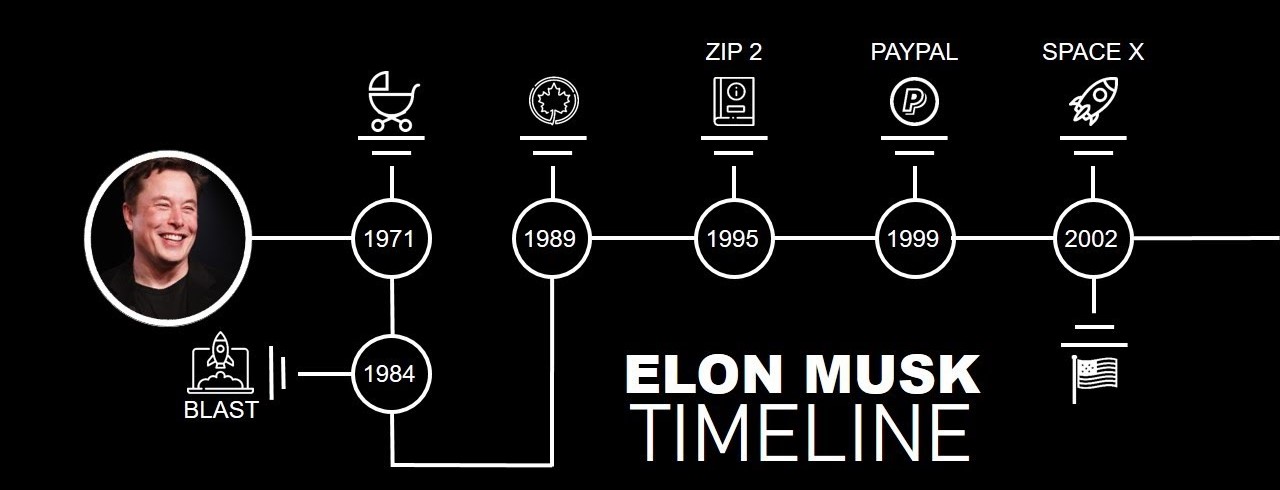 ZIP 2
PAYPAL
SPACE X
1971
1989
1995
1999
2002
1984
BLAST
ELON MUSK
TIMELINE